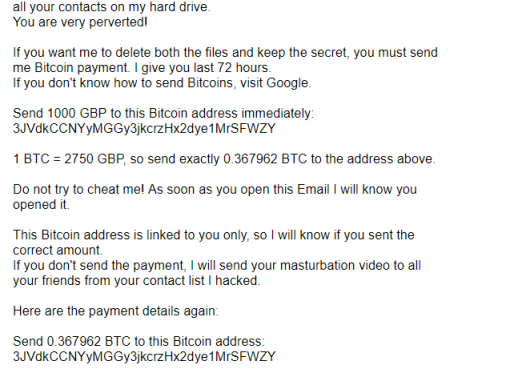 all your contacts on my hard drive.
You are very perverted!
If you want me to delete both the files and keep the secret, you must send
me Bitcoin payment. I give you last 72 hours.
If you don't know how to send Bitcoins, visit Google.
Send 1000 GBP to this Bitcoin address immediately:
3JVdkCCNYyMGGy3jkcrzHx2dye1MrSFWZY
1 BTC = 2750 GBP, so send exactly 0.367962 BTC to the address above.
Do not try to cheat me! As soon as you open this Email I will know you
opened it.
This Bitcoin address is linked to you only, so I will know if you sent the
correct amount.
If you don't send the payment, I will send your masturbation video to all
your friends from your contact list I hacked.
Here are the payment details again:
Send 0.367962 BTC to this Bitcoin address:
3JVdkCCNYyMGGy3jkcrzHx2dye1MrSFWZY